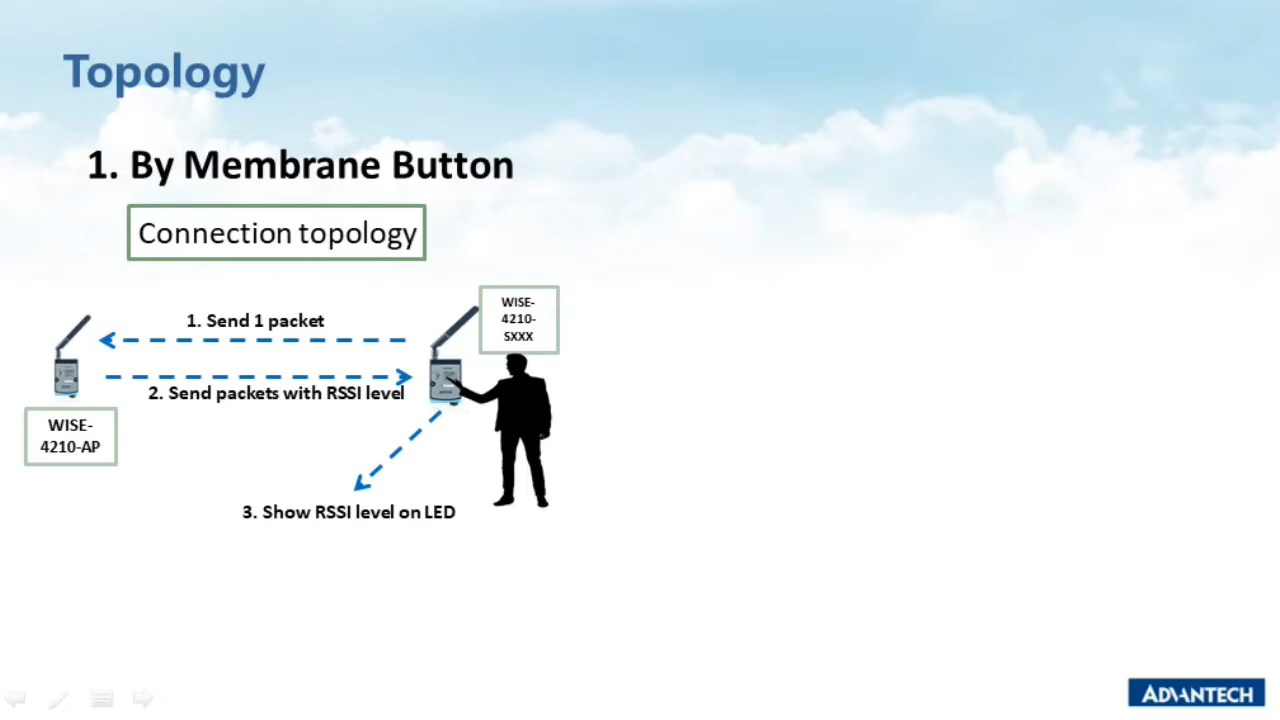 Topology
1. By Membrane Button
Connection topology
1. Send 1 packet
WISE-
4210-
SXXX
2. Send packets with RSSI level
WISE-
4210-AP
3. Show RSSI level on LED
ADVANTECH